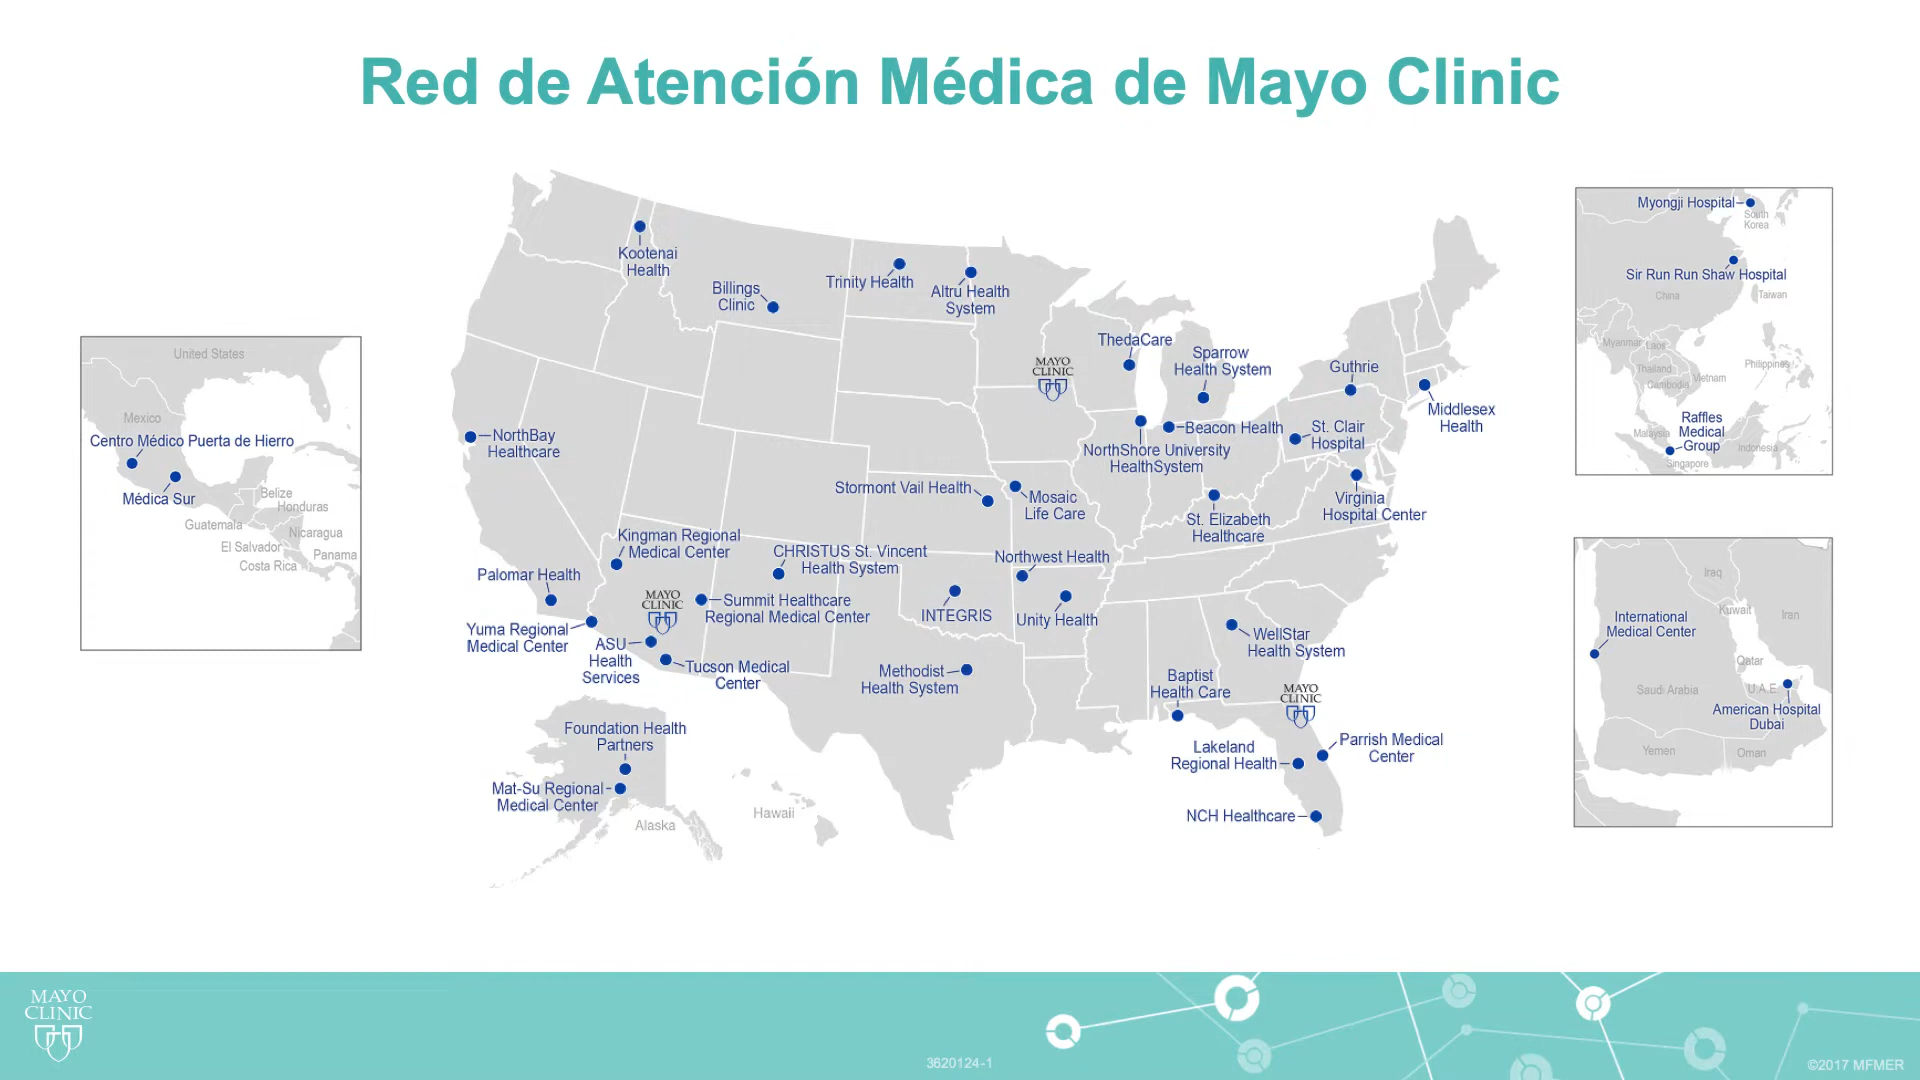 Red de Atención Médica de Mayo Clinic
United States
Mexico
Centro Médico Puerta de Hierro
Médica Sur
Belize
Honduras
Guatemala
Nicaragua
El Salvador
Panama
Costa Rica
Kootenai
Health
Billings
Clinic
Trinity Health
Altru Health
System
MAYO
CLINIC
ThedaCare
Sparrow
Health System
Guthrie
Middlesex
Health
NorthBay
Healthcare
Beacon Health
St. Clair
Hospital
NorthShore University
HealthSystem
Stormont Vail Health
Mosaic
Life Care
Virginia
Hospital Center
St. Elizabeth
Healthcare
Kingman Regional
Medical Center
CHRISTUS St. Vincent
Health System
Northwest Health
Palomar Health
MAYO
CLINIC
Summit Healthcare
Regional Medical Center
INTEGRIS
Unity Health
Yuma Regional
Medical Center
ASU
Health
Services
Tucson Medical
Center
Methodist
Health System
WellStar
Health System
Baptist
Health Care
MAYO
CLINIC
Foundation Health
Partners
Mat-Su Regional
Medical Center
Alaska
Hawaii
Lakeland
Regional Health
Parrish Medical
Center
NCH Healthcare
Myongji Hospital
South
Korea
Sir Run Run Shaw Hospital
China
Taiwan
Myanmar
Laos
Thailand
Cambodia
Vietnam
Philippines
Raffles
Medical
Group
Malaysia
Indonesia
Singapore
Iraq
Kuwait
Iran
International
Medical Center
Qatar
Saudi Arabia
U.A.E.
American Hospital
Dubai
Yemen
Oman
MAYO
CLINIC
3620124-1
©2017 MFMER